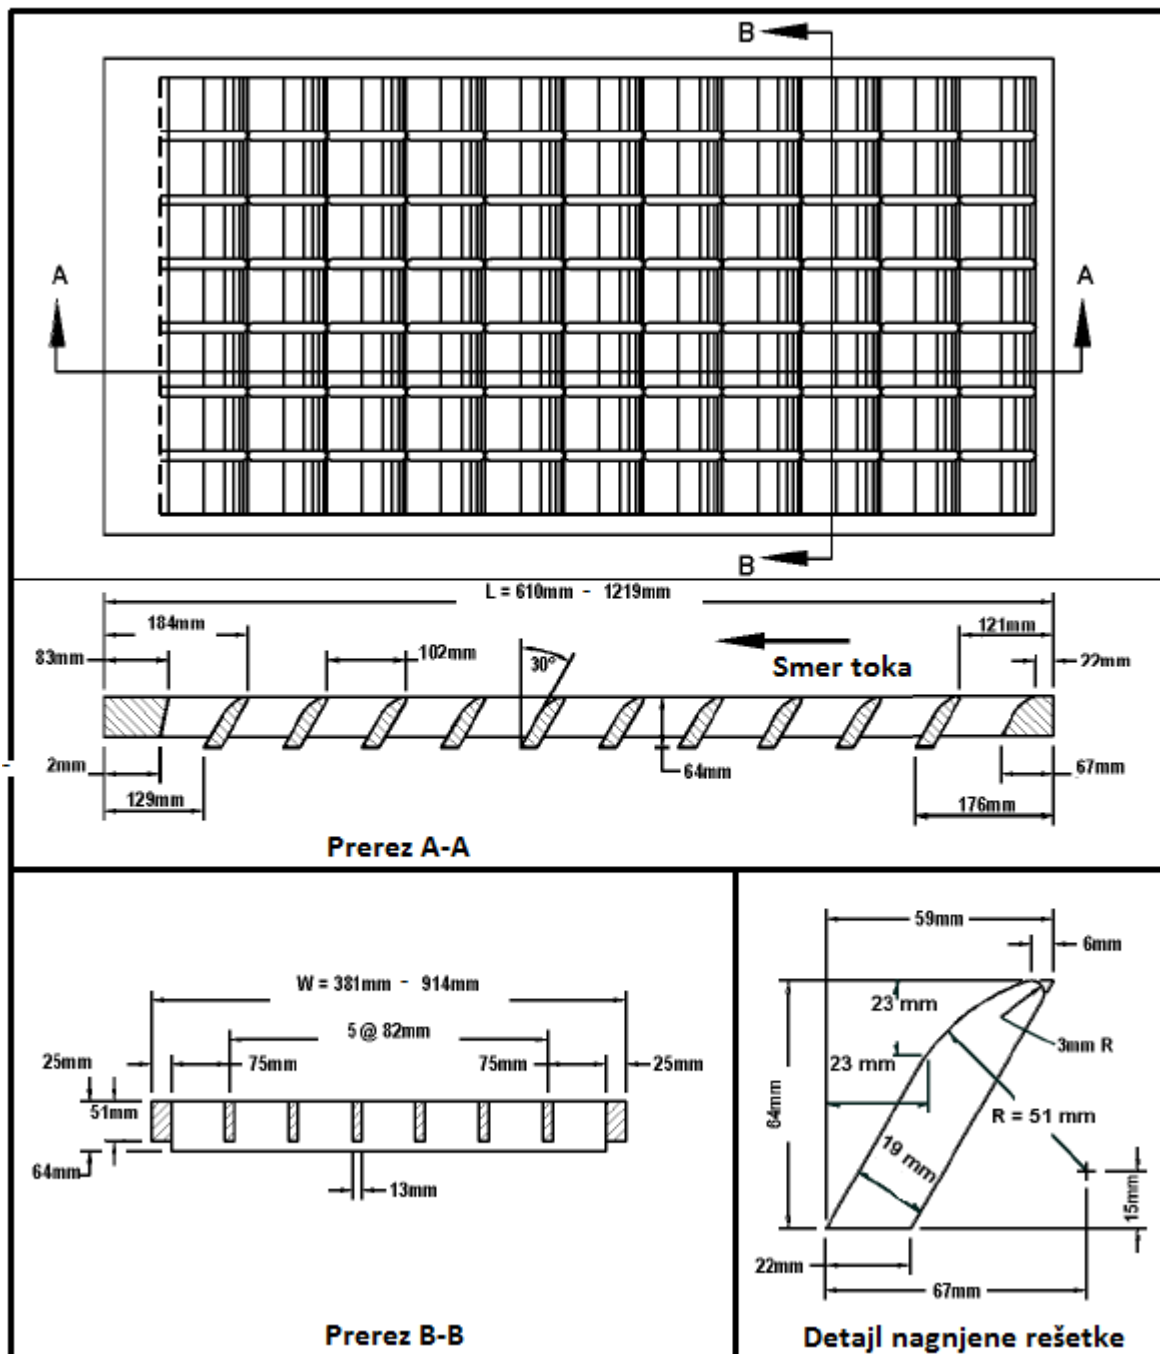 B
A
A
B
L = 610mm - 1219mm
184mm
121mm
83mm
102mm
30°
Smer toka
22mm
2mm
64mm
67mm
129mm
176mm
Prerez A-A
W = 381mm - 914mm
5 @ 82mm
25mm
75mm
75mm
25mm
51mm
64mm
13mm
Prerez B-B
59mm
6mm
23 mm
3mm R
23 mm
64mm
R = 51 mm
19 mm
15mm
22mm
67mm
Detajl nagnjene rešetke